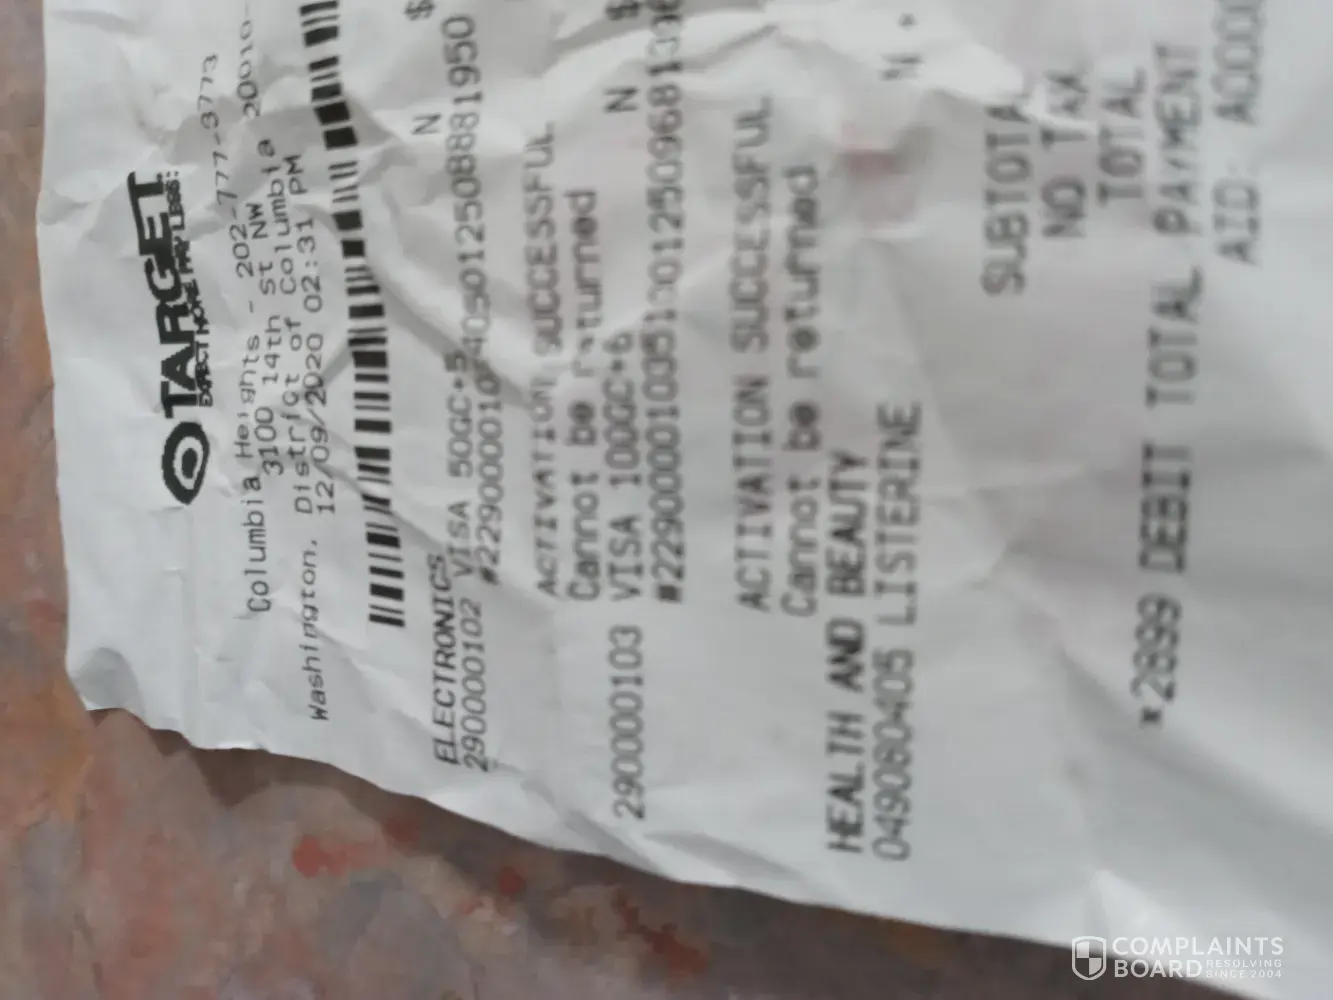 TARGET
EXPECT MORE PAY LESS:
Columbia Heights - 202-777-3773
3100 14th st NW
Washington, District of Columbia 20010-
12/09/2020 02:31 PM
ELECTRONICS
290000102 VISA 50GC+5 N $
ACTIVATION SUCCESSFUL
Cannot be returned
290000103 VISA 100GC+6 N $
ACTIVATION SUCCESSFUL
Cannot be returned
HEALTH AND BEAUTY
049080405 LISTERINE
SUBTOTAL
NO TAX
TOTAL
*2899 DEBIT TOTAL PAYMENT
AID:
COMPLAINTS
BOARD RESOLVING
SINCE 2004